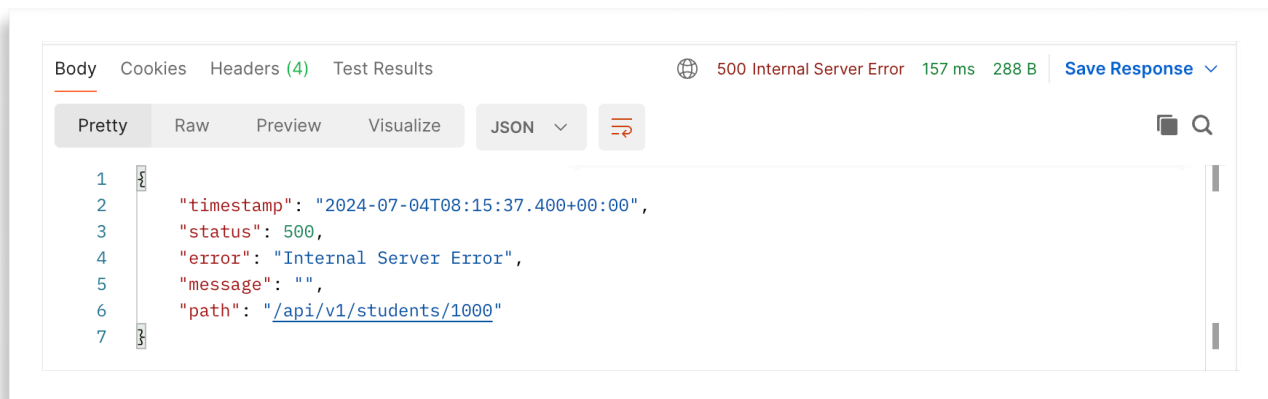 Body Cookies Headers (4) Test Results 500 Internal Server Error 157 ms 288 B Save Response
Pretty Raw Preview Visualize JSON
1 {
2 "timestamp": "2024-07-04T08:15:37.400+00:00",
3 "status": 500,
4 "error": "Internal Server Error",
5 "message": "",
6 "path": "/api/v1/students/1000"
7 }